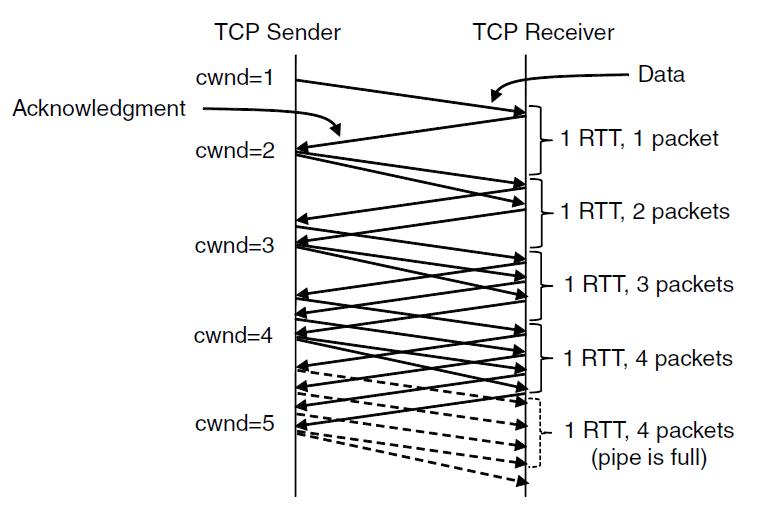 TCP Sender
TCP Receiver
cwnd=1
Data
Acknowledgment
1 RTT, 1 packet
cwnd=2
1 RTT, 2 packets
cwnd=3
1 RTT, 3 packets
cwnd=4
1 RTT, 4 packets
cwnd=5
1 RTT, 4 packets
(pipe is full)